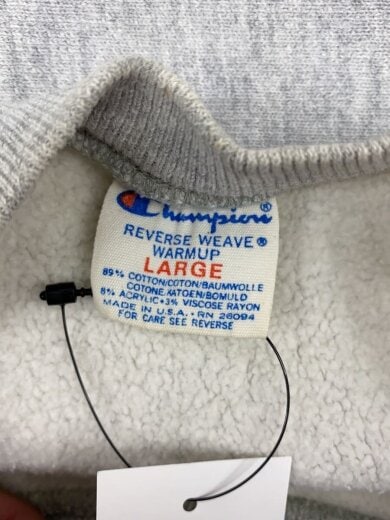 Champion®
REVERSE WEAVE®
WARMUP
LARGE
89% COTTON/COTON/BAUMWOLLE
COTONE/KATOEN/BOMULD
8% ACRYLIC•3% VISCOSE RAYON
MADE IN U.S.A.•RN 26094
FOR CARE SEE REVERSE